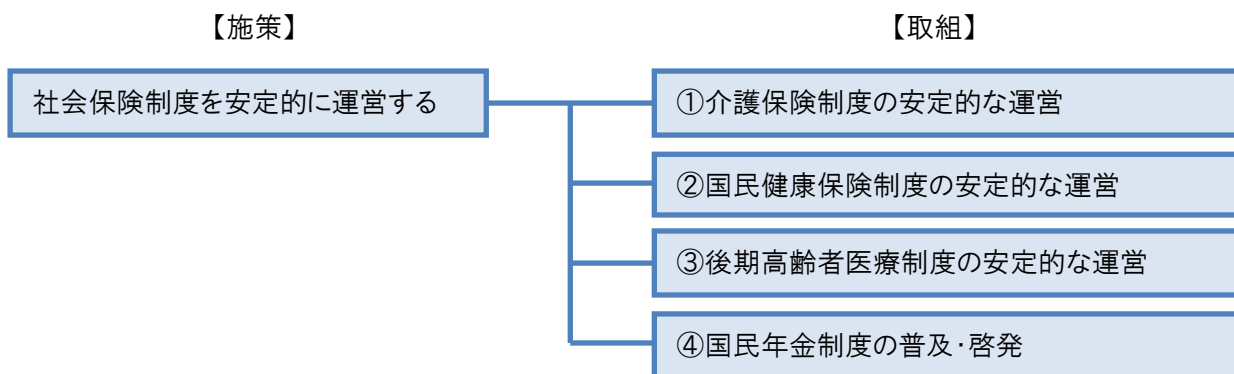 【施策】
【取組】
社会保険制度を安定的に運営する
①介護保険制度の安定的な運営
②国民健康保険制度の安定的な運営
③後期高齢者医療制度の安定的な運営
④国民年金制度の普及・啓発